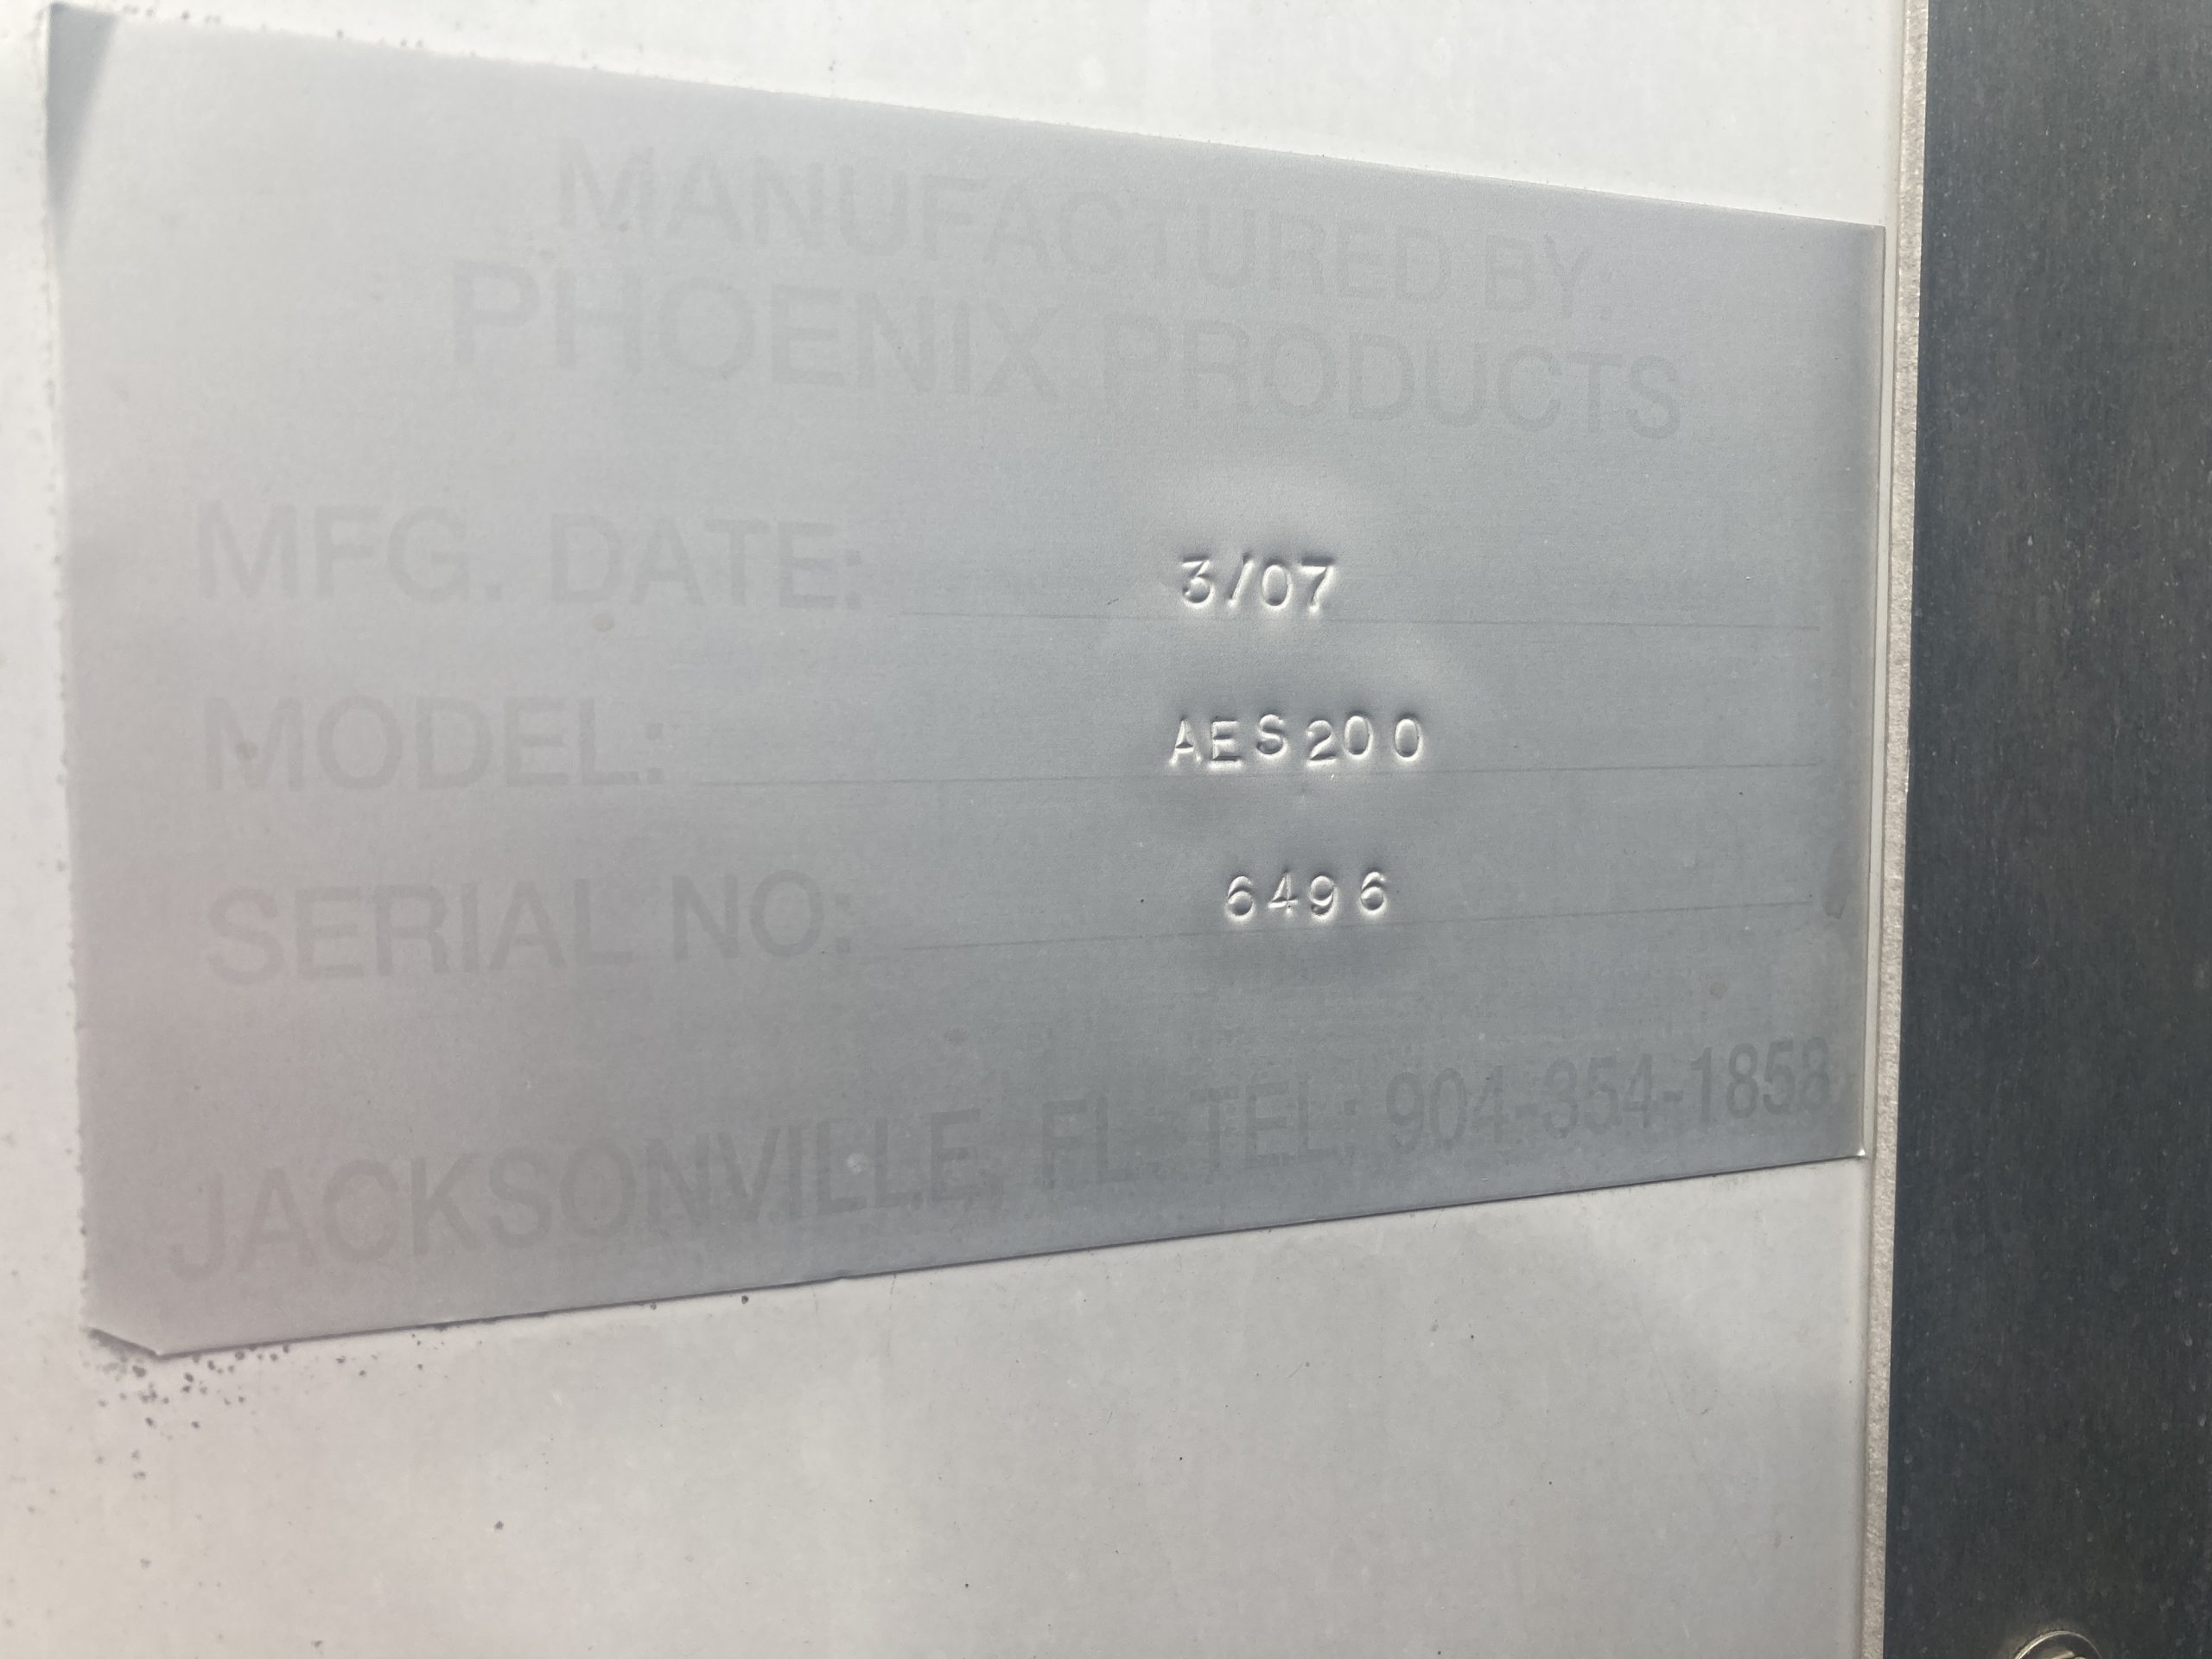 MANUFACTURED BY:
PHOENIX PRODUCTS
MFG. DATE: 3/07
MODEL: AES200
SERIAL NO: 6496
JACKSONVILLE, FL. TEL: 904-354-1858